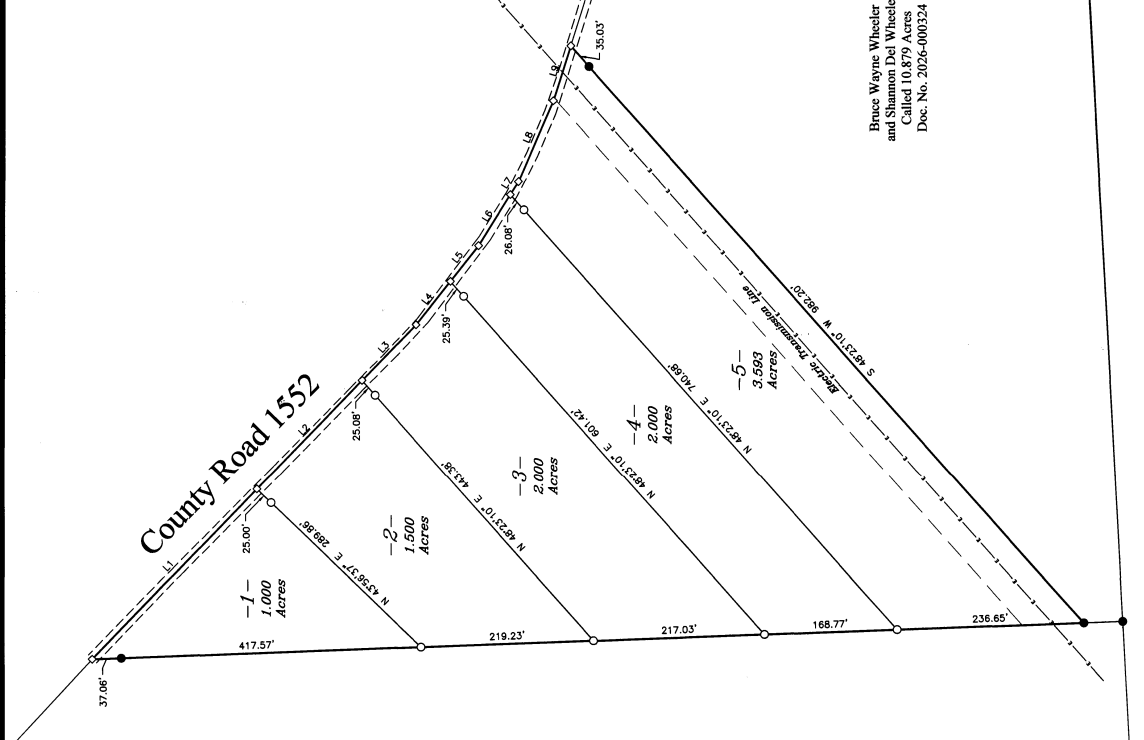 Bruce Wayne Wheeler
and Shannon Del Wheele
Called 10.879 Acres
Doc. No. 2026-000324
35.03'
L9
L8
L7
L6
26.08'
L5
L4
25.39'
L3
25.08'
County Road 1552
L2
25.00'
L1
37.06'
-1-
1.000
Acres
N 43°56'37" E 289.86'
-2-
1.500
Acres
N 48°23'10" E 443.38'
-3-
2.000
Acres
N 48°23'10" E 601.42'
-4-
2.000
Acres
N 48°23'10" E 740.68'
-5-
3.593
Acres
Electric Transmission Line
S 48°23'10" W 982.20'
417.57'
219.23'
217.03'
168.77'
236.65'